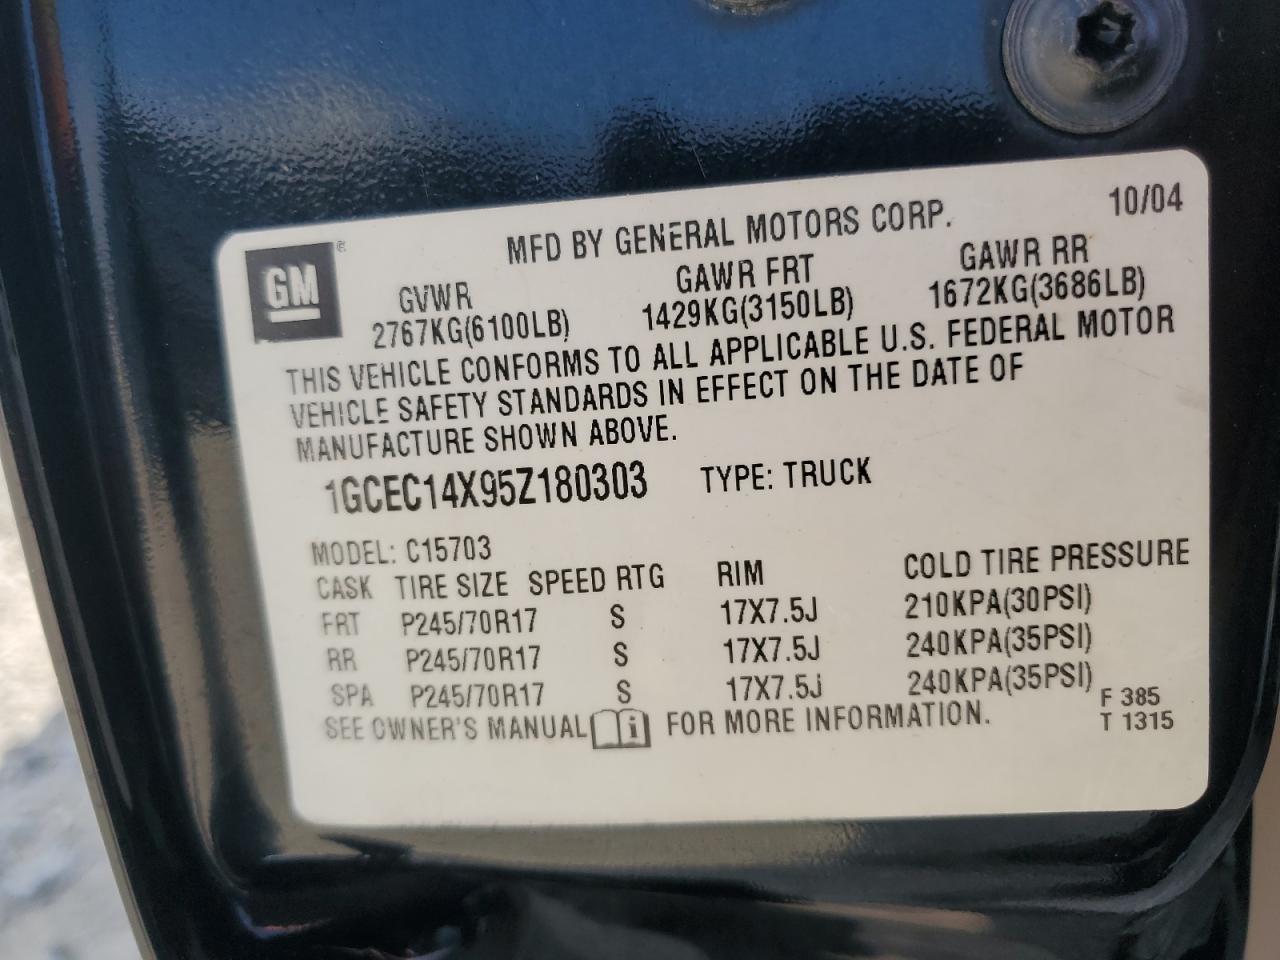 GM ®
MFD BY GENERAL MOTORS CORP. 10/04
GVWR GAWR FRT GAWR RR
2767KG(6100LB) 1429KG(3150LB) 1672KG(3686LB)
THIS VEHICLE CONFORMS TO ALL APPLICABLE U.S. FEDERAL MOTOR
VEHICLE SAFETY STANDARDS IN EFFECT ON THE DATE OF
MANUFACTURE SHOWN ABOVE.
1GCEC14X95Z180303 TYPE: TRUCK
MODEL: C15703
CASK TIRE SIZE SPEED RTG RIM COLD TIRE PRESSURE
FRT P245/70R17 S 17X7.5J 210KPA(30PSI)
RR P245/70R17 S 17X7.5J 240KPA(35PSI)
SPA P245/70R17 S 17X7.5J 240KPA(35PSI)
SEE OWNER'S MANUAL i FOR MORE INFORMATION.
F 385
T 1315